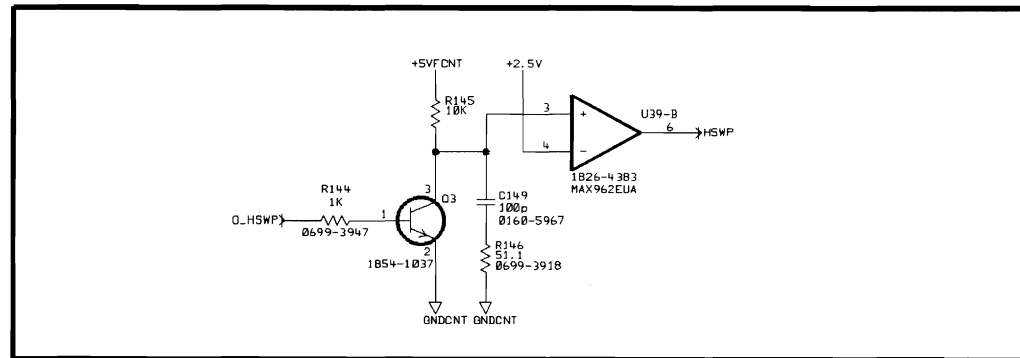 +5VFCNT
+2.5V
R145
10K
3
+
U39-B
6
HSWP
4
-
1826-4383
MAX962EUA
R144
1K
3
Q3
C149
100p
0160-5967
O_HSWP
1
0699-3947
2
R146
51.1
0699-3918
1854-1037
GNDCNT
GNDCNT